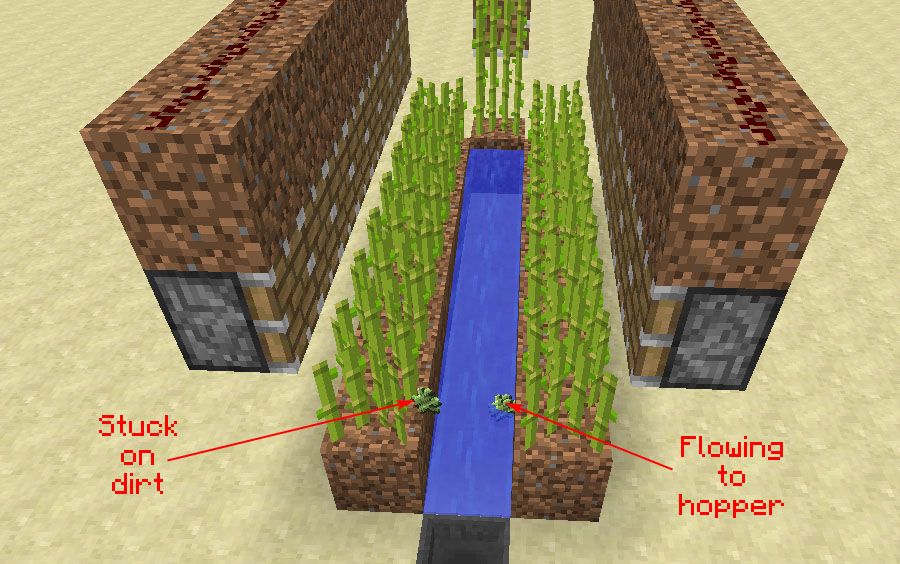 Stuck
on
dirt
Flowing
to
hopper